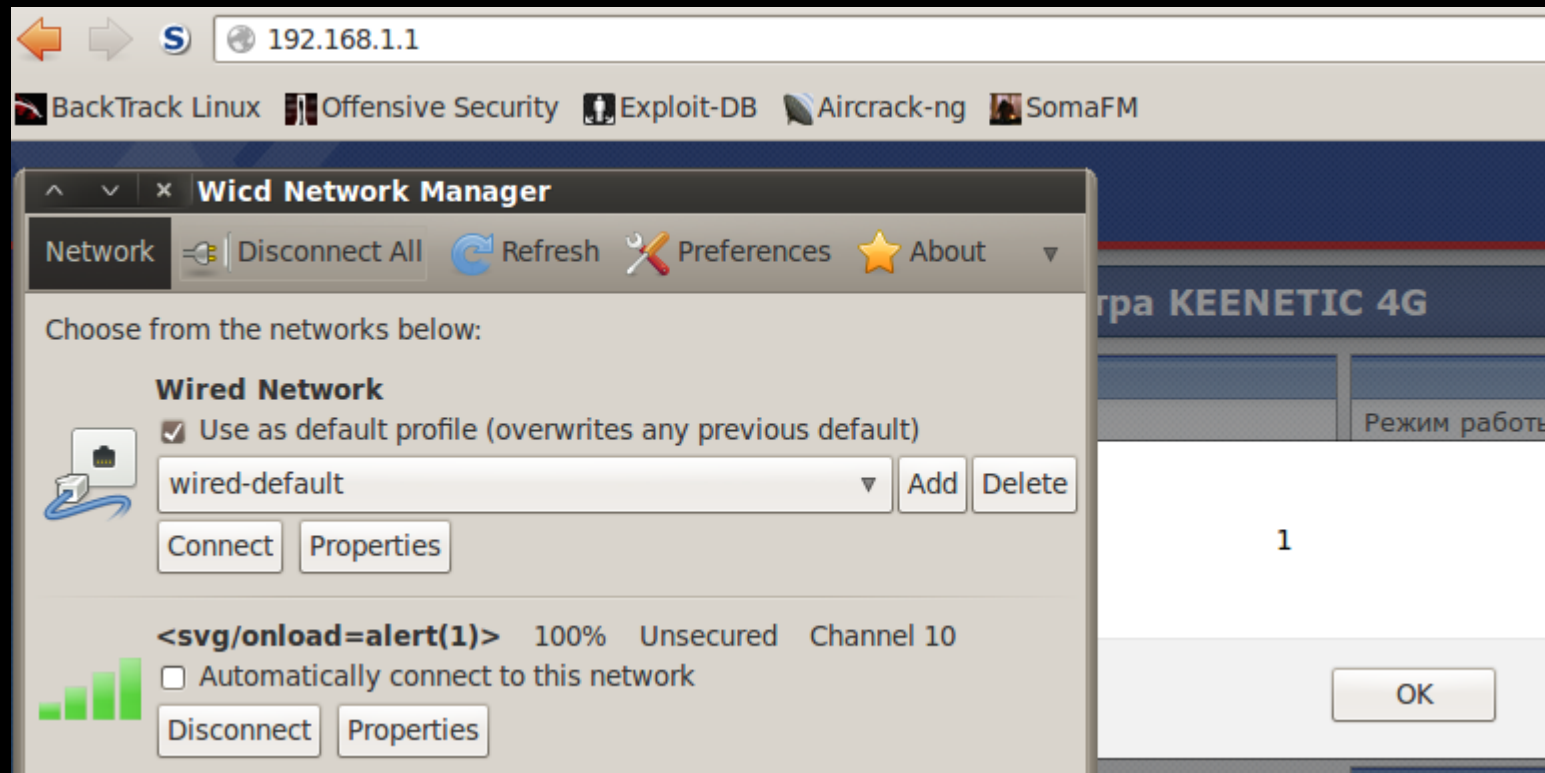 S 192.168.1.1
BackTrack Linux Offensive Security Exploit-DB Aircrack-ng SomaFM
Wicd Network Manager
Network Disconnect All Refresh Preferences About
Choose from the networks below:
Wired Network
Use as default profile (overwrites any previous default)
wired-default Add Delete
Connect Properties
<svg/onload=alert(1)> 100% Unsecured Channel 10
Automatically connect to this network
Disconnect Properties
KEENETIC 4G
Режим
1
OK